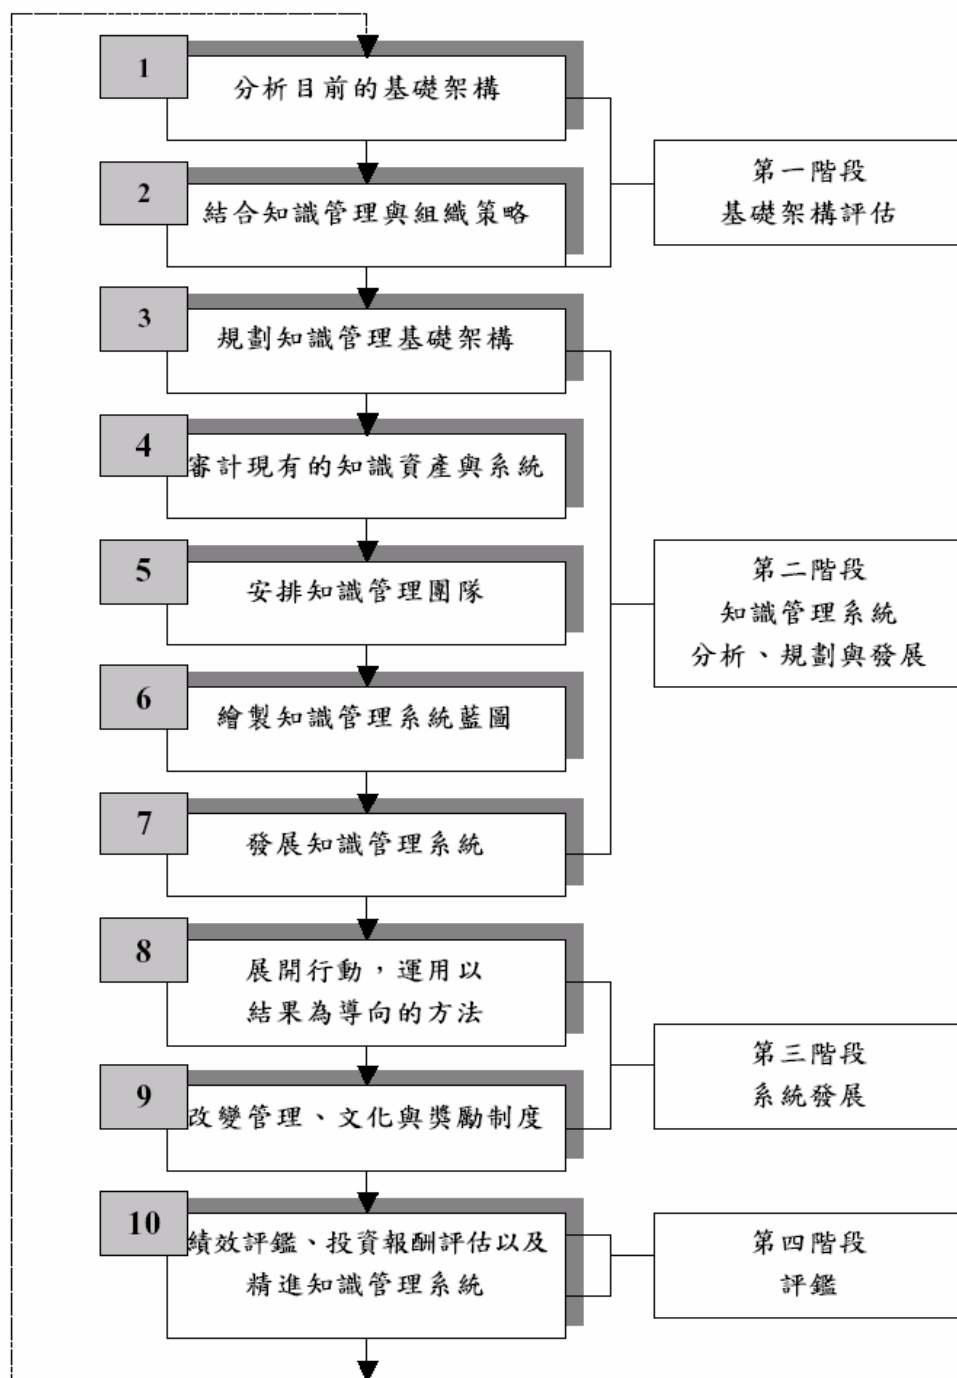 1
分析目前的基礎架構
2
結合知識管理與組織策略
第一階段
基礎架構評估
3
規劃知識管理基礎架構
4
審計現有的知識資產與系統
5
安排知識管理團隊
6
繪製知識管理系統藍圖
7
發展知識管理系統
第二階段
知識管理系統
分析、規劃與發展
8
展開行動，運用以
結果為導向的方法
9
改變管理、文化與獎勵制度
第三階段
系統發展
10
績效評鑑、投資報酬評估以及
精進知識管理系統
第四階段
評鑑